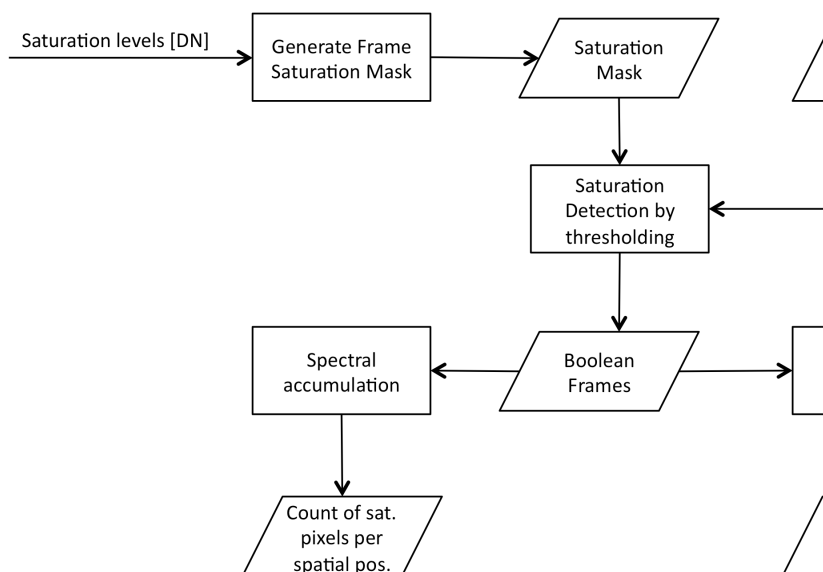 Saturation levels [DN]
Generate Frame
Saturation Mask
Saturation
Mask
Saturation
Detection by
thresholding
Spectral
accumulation
Boolean
Frames
Count of sat.
pixels per
spatial pos.